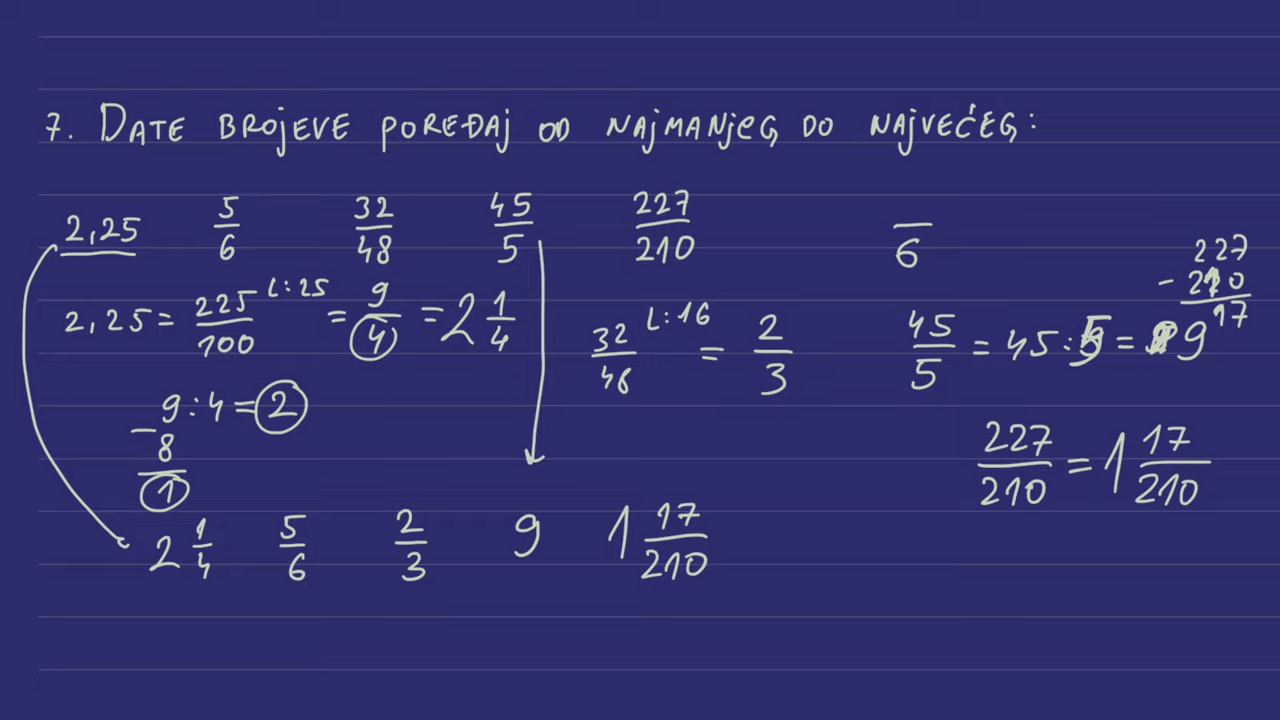 7. DATE BROJEVE POREĐAJ OD NAJMANJEG DO NAJVEĆEG:
2,25 5/6 32/48 45/5 227/210 /6
227 - 210 = 17
2,25 = 225/100 L:25 = 9/4 = 2 1/4
32/48 L:16 = 2/3
45/5 = 45:5 = 9
9:4=2
-8
1
227/210 = 1 17/210
2 1/4 5/6 2/3 9 1 17/210